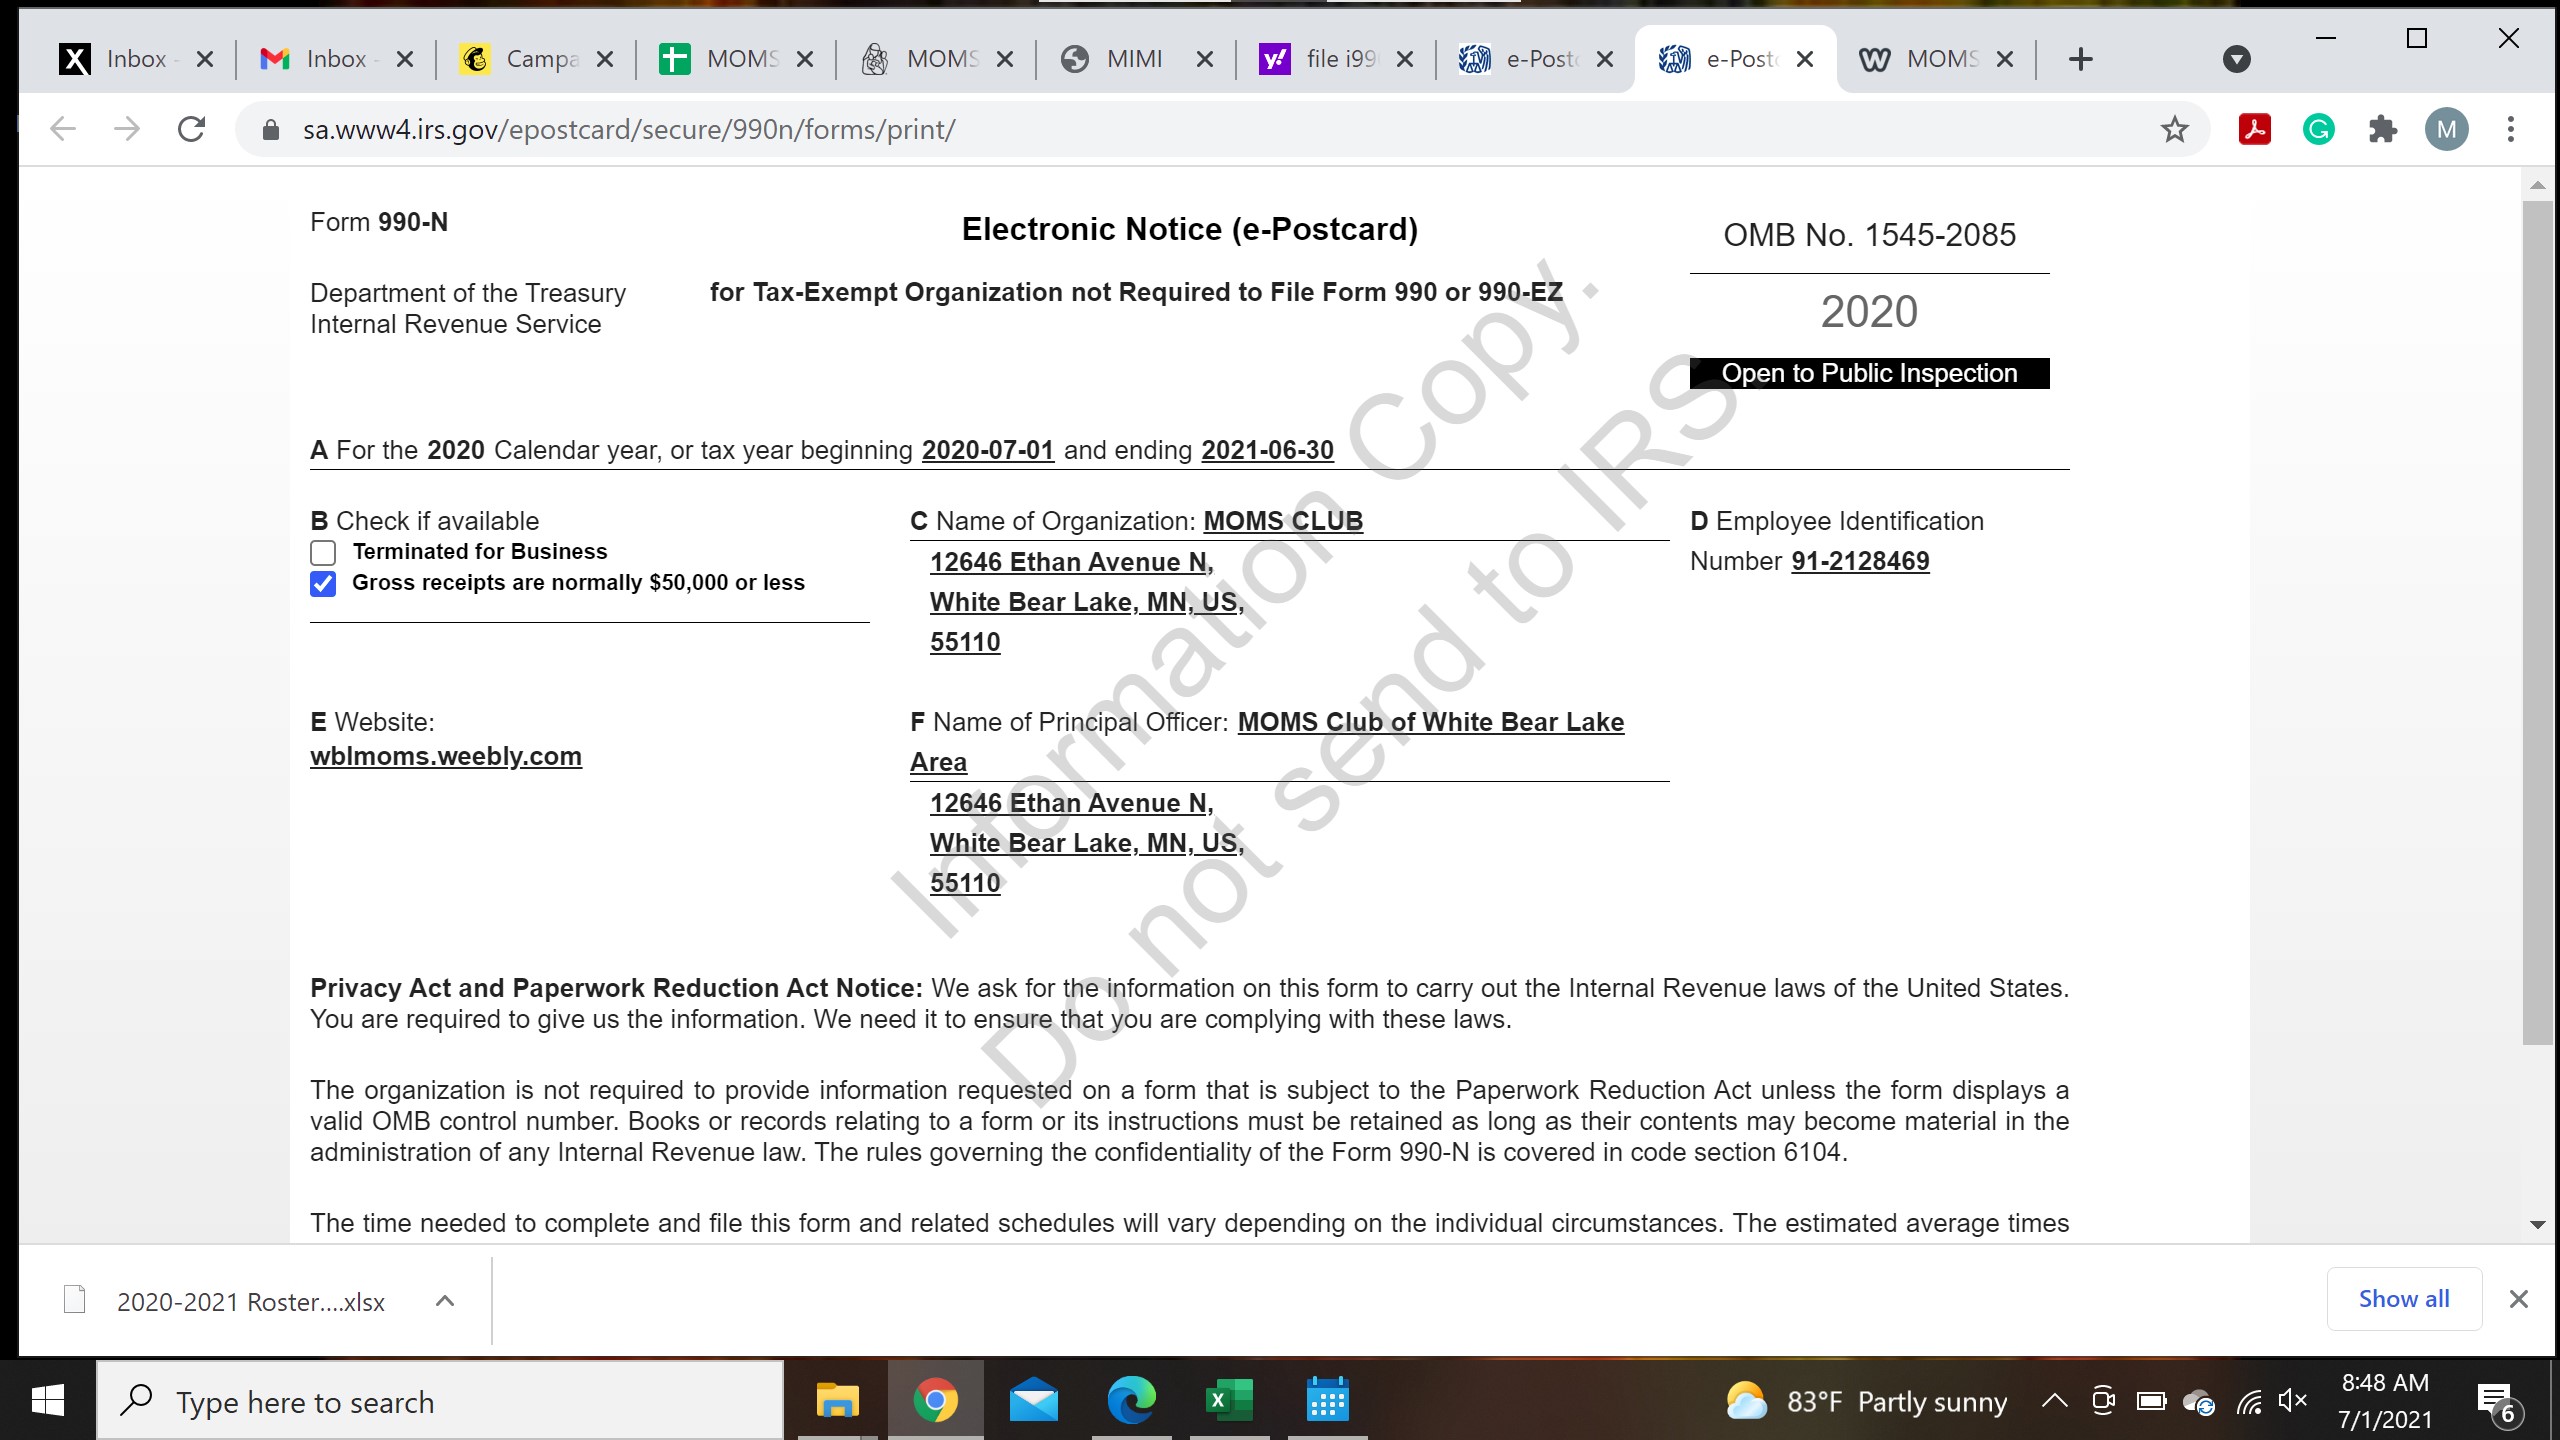 Inbox -
Inbox -
Campa
MOMS
MOMS
MIMI
file i99
e-Postc
e-Postc
MOMS
sa.www4.irs.gov/epostcard/secure/990n/forms/print/
M
Form 990-N
Electronic Notice (e-Postcard)
OMB No. 1545-2085
Department of the Treasury
Internal Revenue Service
for Tax-Exempt Organization not Required to File Form 990 or 990-EZ
2020
Open to Public Inspection
A For the 2020 Calendar year, or tax year beginning 2020-07-01 and ending 2021-06-30
B Check if available
Terminated for Business
Gross receipts are normally $50,000 or less
C Name of Organization: MOMS CLUB
12646 Ethan Avenue N,
White Bear Lake, MN, US,
55110
D Employee Identification
Number 91-2128469
E Website:
wblmoms.weebly.com
F Name of Principal Officer: MOMS Club of White Bear Lake
Area
12646 Ethan Avenue N,
White Bear Lake, MN, US,
55110
Information Copy.
Do not send to IRS.
Privacy Act and Paperwork Reduction Act Notice: We ask for the information on this form to carry out the Internal Revenue laws of the United States.
You are required to give us the information. We need it to ensure that you are complying with these laws.
The organization is not required to provide information requested on a form that is subject to the Paperwork Reduction Act unless the form displays a
valid OMB control number. Books or records relating to a form or its instructions must be retained as long as their contents may become material in the
administration of any Internal Revenue law. The rules governing the confidentiality of the Form 990-N is covered in code section 6104.
The time needed to complete and file this form and related schedules will vary depending on the individual circumstances. The estimated average times
2020-2021 Roster....xlsx
Show all
Type here to search
83°F Partly sunny
8:48 AM
7/1/2021
6